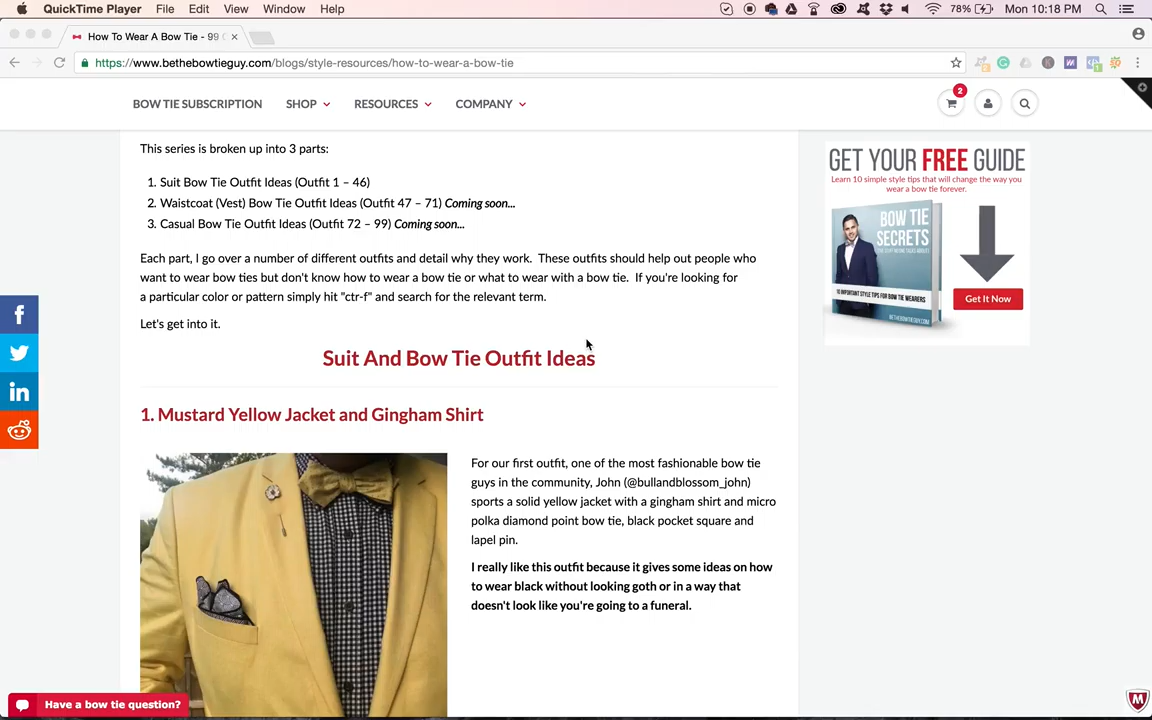 QuickTime Player File Edit View Window Help 78% Mon 10:18 PM
How To Wear A Bow Tie - 99
https://www.bethebowtieguy.com/blogs/style-resources/how-to-wear-a-bow-tie
BOW TIE SUBSCRIPTION SHOP RESOURCES COMPANY 2
This series is broken up into 3 parts:
1. Suit Bow Tie Outfit Ideas (Outfit 1 – 46)
2. Waistcoat (Vest) Bow Tie Outfit Ideas (Outfit 47 – 71) Coming soon...
3. Casual Bow Tie Outfit Ideas (Outfit 72 – 99) Coming soon...
Each part, I go over a number of different outfits and detail why they work. These outfits should help out people who
want to wear bow ties but don't know how to wear a bow tie or what to wear with a bow tie. If you're looking for
a particular color or pattern simply hit "ctr-f" and search for the relevant term.
Let's get into it.
Suit And Bow Tie Outfit Ideas
1. Mustard Yellow Jacket and Gingham Shirt
For our first outfit, one of the most fashionable bow tie
guys in the community, John (@bullandblossom_john)
sports a solid yellow jacket with a gingham shirt and micro
polka diamond point bow tie, black pocket square and
lapel pin.
I really like this outfit because it gives some ideas on how
to wear black without looking goth or in a way that
doesn't look like you're going to a funeral.
GET YOUR FREE GUIDE
Learn 10 simple style tips that will change the way you
wear a bow tie forever.
BOW TIE
SECRETS
10 IMPORTANT STYLE TIPS FOR BOW TIE WEARERS
BETHEBOWTIEGUY.COM
Get It Now
Have a bow tie question?